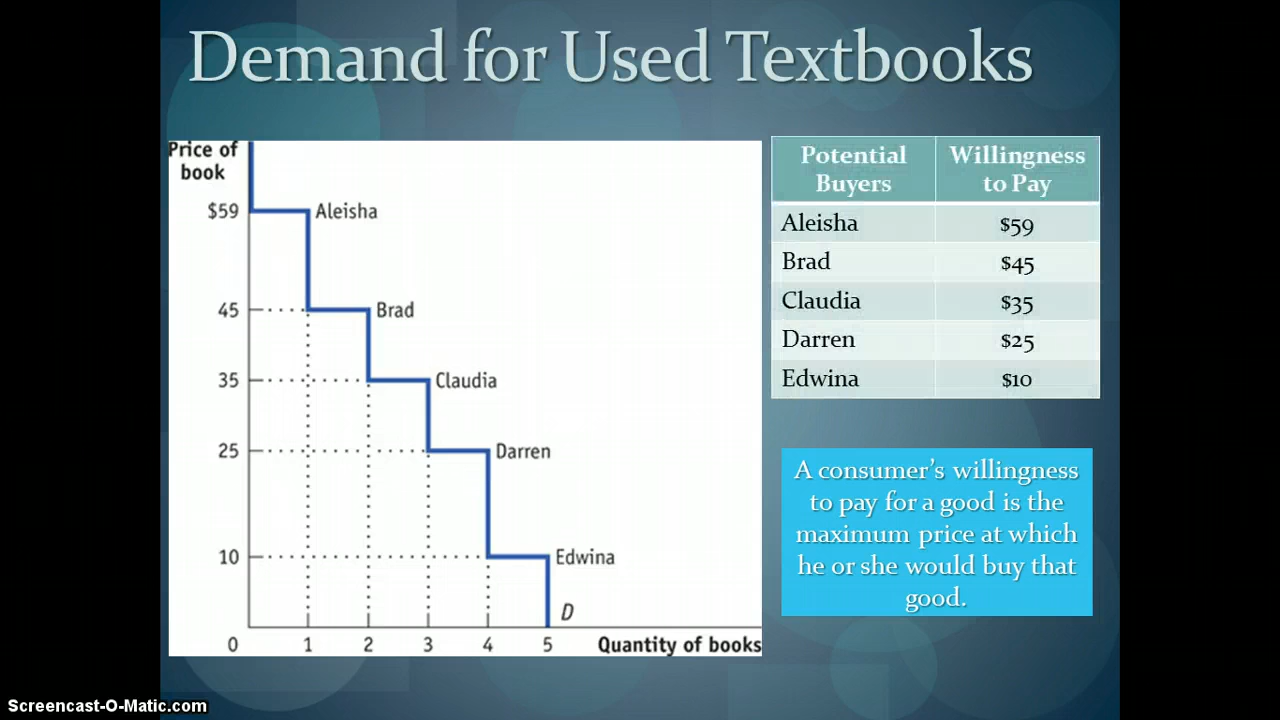 Demand for Used Textbooks
Price of
book
$59
Aleisha
45
Brad
35
Claudia
25
Darren
10
Edwina
D
0 1 2 3 4 5 Quantity of books
Potential Buyers Willingness to Pay
Aleisha $59
Brad $45
Claudia $35
Darren $25
Edwina $10
A consumer’s willingness
to pay for a good is the
maximum price at which
he or she would buy that
good.
Screencast-O-Matic.com